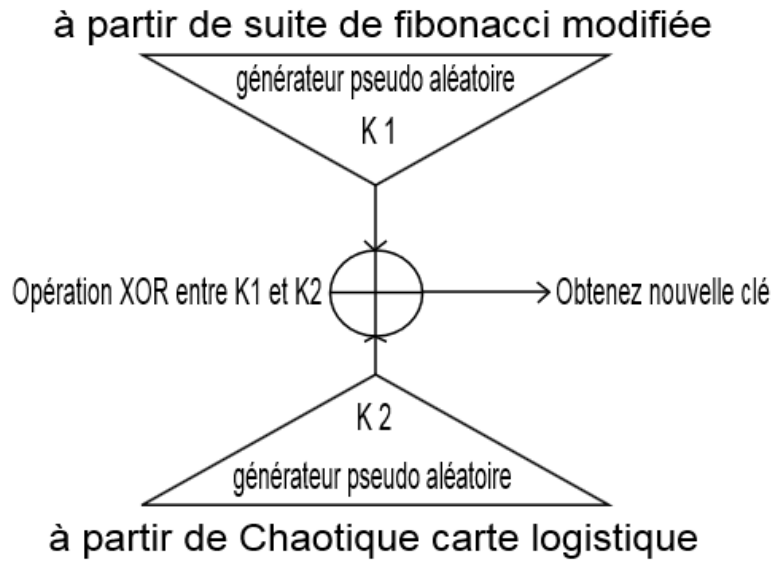 à partir de suite de fibonacci modifiée
générateur pseudo aléatoire
K 1
Opération XOR entre K1 et K2
Obtenez nouvelle clé
K 2
générateur pseudo aléatoire
à partir de Chaotique carte logistique